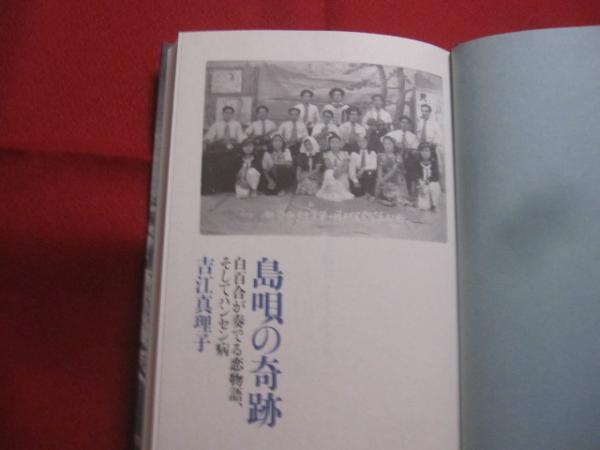 島唄の奇跡
白百合が奏でる恋物語、
そしてハンセン病
吉江真理子